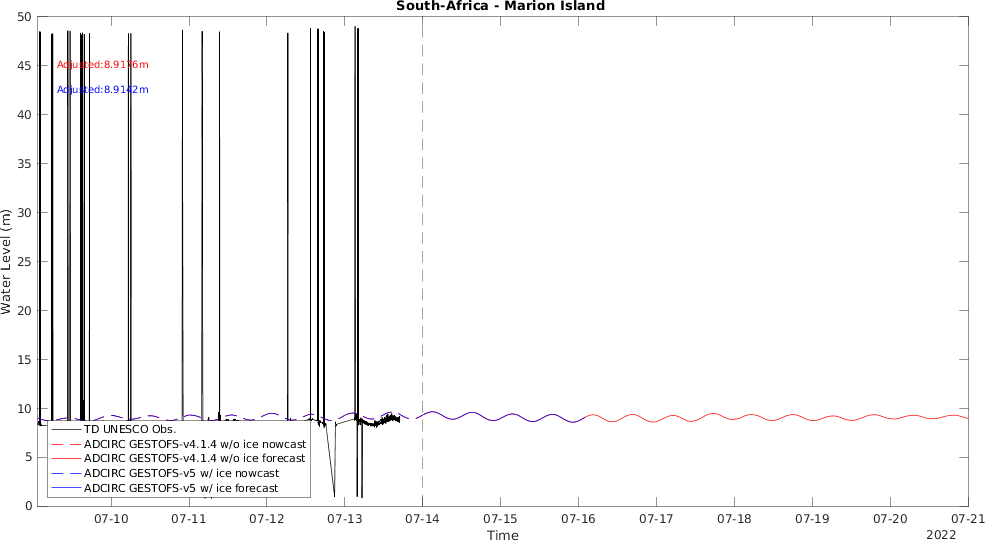 South-Africa - Marion Island
50
45
40
35
30
25
20
15
10
5
0
Water Level (m)
Adjusted:8.9176m
Adjusted:8.9142m
TD UNESCO Obs.
ADCIRC GESTOFS-v4.1.4 w/o ice nowcast
ADCIRC GESTOFS-v4.1.4 w/o ice forecast
ADCIRC GESTOFS-v5 w/ ice nowcast
ADCIRC GESTOFS-v5 w/ ice forecast
07-10 07-11 07-12 07-13 07-14 07-15 07-16 07-17 07-18 07-19 07-20 07-21
Time
2022